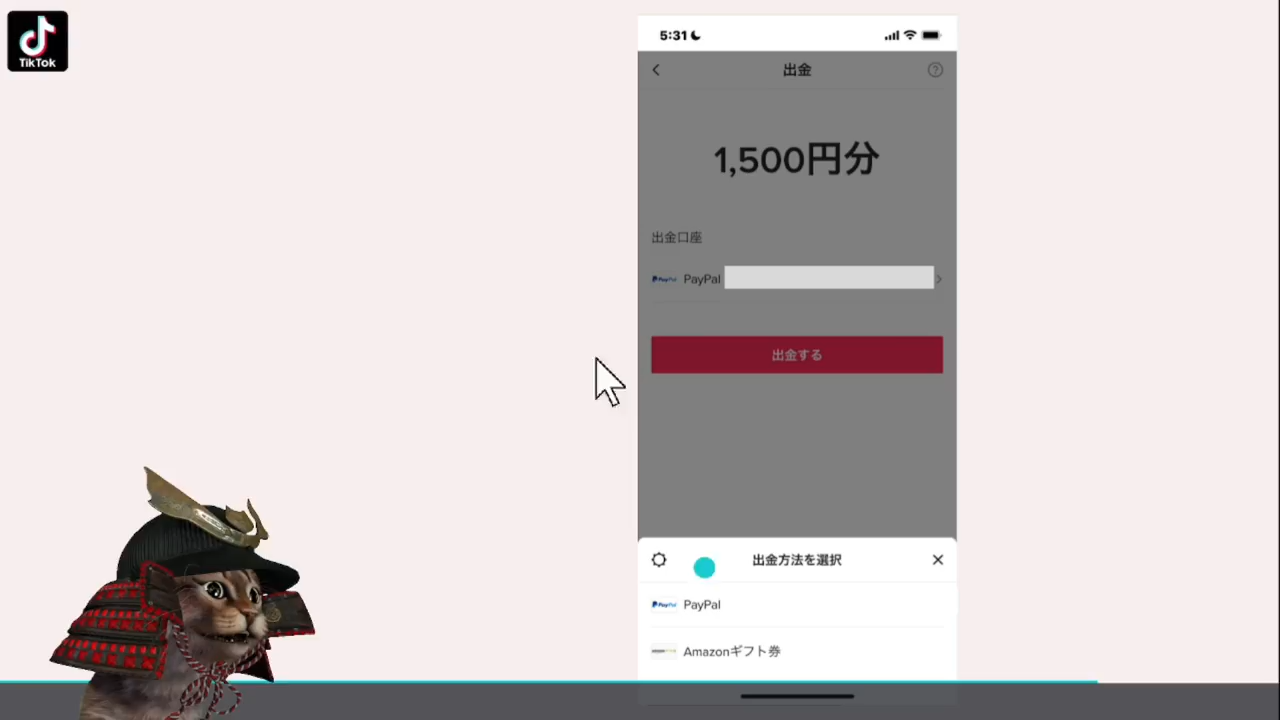 TikTok
5:31
出金
1,500円分
出金口座
PayPal PayPal
出金する
出金方法を選択
PayPal PayPal
Amazonギフト券